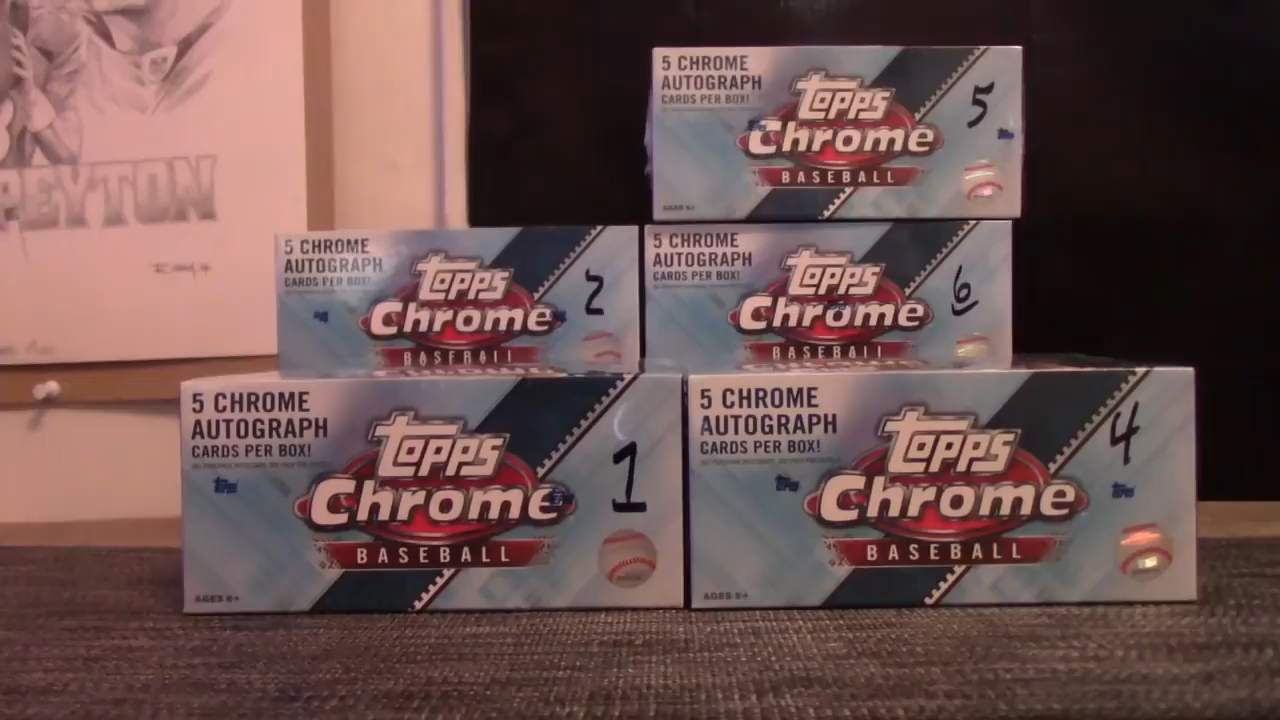 PEYTON
5 CHROME
AUTOGRAPH
CARDS PER BOX!
Topps
Chrome
BASEBALL
5
5 CHROME
AUTOGRAPH
CARDS PER BOX!
Topps
Chrome
BASEBALL
2
5 CHROME
AUTOGRAPH
CARDS PER BOX!
Topps
Chrome
BASEBALL
6
5 CHROME
AUTOGRAPH
CARDS PER BOX!
Topps
Chrome
BASEBALL
1
AGES 6+
5 CHROME
AUTOGRAPH
CARDS PER BOX!
Topps
Chrome
BASEBALL
4
AGES 6+